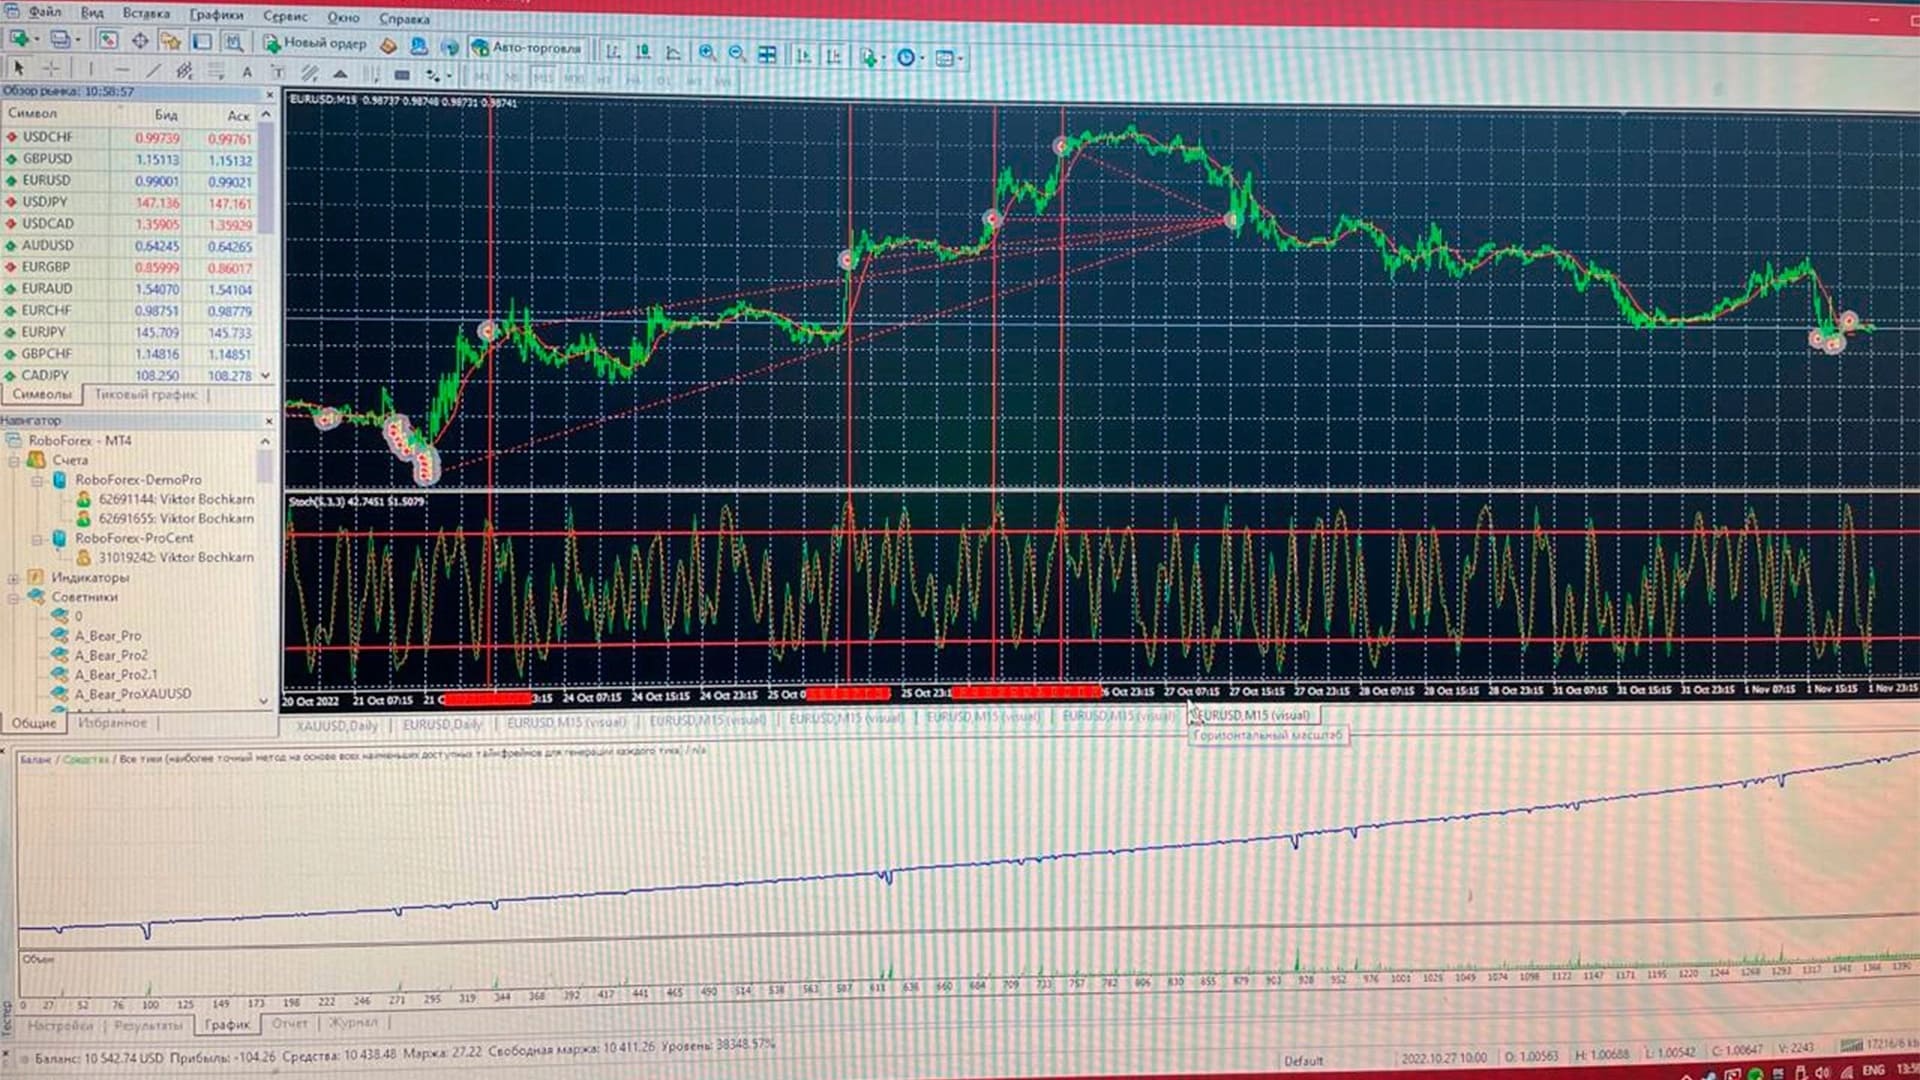 Файл Вид Вставка Графики Сервис Окно Справка
Новый ордер Авто-торговля
Обзор рынка: 10:58:57
Символ Бид Аск
USDCHF 0.99739 0.99761
GBPUSD 1.15113 1.15132
EURUSD 0.99001 0.99021
USDJPY 147.136 147.161
USDCAD 1.35905 1.35929
AUDUSD 0.64245 0.64265
EURGBP 0.85999 0.86017
EURAUD 1.54070 1.54104
EURCHF 0.98751 0.98779
EURJPY 145.709 145.733
GBPCHF 1.14816 1.14851
CADJPY 108.250 108.278
Символы Тиковый график
Навигатор
RoboForex - MT4
Счета
RoboForex-DemoPro
62691144: Viktor Bochkarn
62691655: Viktor Bochkarn
RoboForex-ProCent
31019242: Viktor Bochkarn
Индикаторы
Советники
0
A_Bear_Pro
A_Bear_Pro2
A_Bear_Pro2.1
A_Bear_ProXAUUSD
Общие Избранное
EURUSD,M15 0.98737 0.98748 0.98731 0.98741
Stoch(5,3,3) 42.7451 51.5079
20 Oct 2022 21 Oct 07:15 21 O 3:15 24 Oct 07:15 24 Oct 15:15 24 Oct 23:15 25 Oct 0 25 Oct 23:1 26 Oct 23:15 27 Oct 07:15 27 Oct 15:15 27 Oct 23:15 28 Oct 07:15 28 Oct 15:15 28 Oct 23:15 31 Oct 07:15 31 Oct 15:15 31 Oct 23:15 1 Nov 07:15 1 Nov 15:15 1 Nov 23:15
XAUUSD,Daily EURUSD,Daily EURUSD,M15 (visual) EURUSD,M15 (visual) EURUSD,M15 (visual) EURUSD,M15 (visual) EURUSD,M15 (visual) EURUSD,M15 (visual)
Горизонтальный масштаб
Баланс / Средства / Все тики (наиболее точный метод на основе всех наименьших доступных таймфреймов для генерации каждого тика) / n/a
Объем
0 27 52 76 100 125 149 173 198 222 246 271 295 319 344 368 392 417 441 465 490 514 538 563 587 611 636 660 684 709 733 757 782 806 830 855 879 903 928 952 976 1001 1025 1049 1074 1098 1122 1147 1171 1195 1220 1244 1268 1293 1317 1341 1366 1390
Тестер
Настройки Результаты График Отчет Журнал
Баланс: 10 542.74 USD Прибыль: -104.26 Средства: 10 438.48 Маржа: 27.22 Свободная маржа: 10 411.26 Уровень: 38348.57%
Default 2022.10.27 10:00 O: 1.00563 H: 1.00688 L: 1.00542 C: 1.00647 V: 2243 17216/6 kb
ENG 13:5